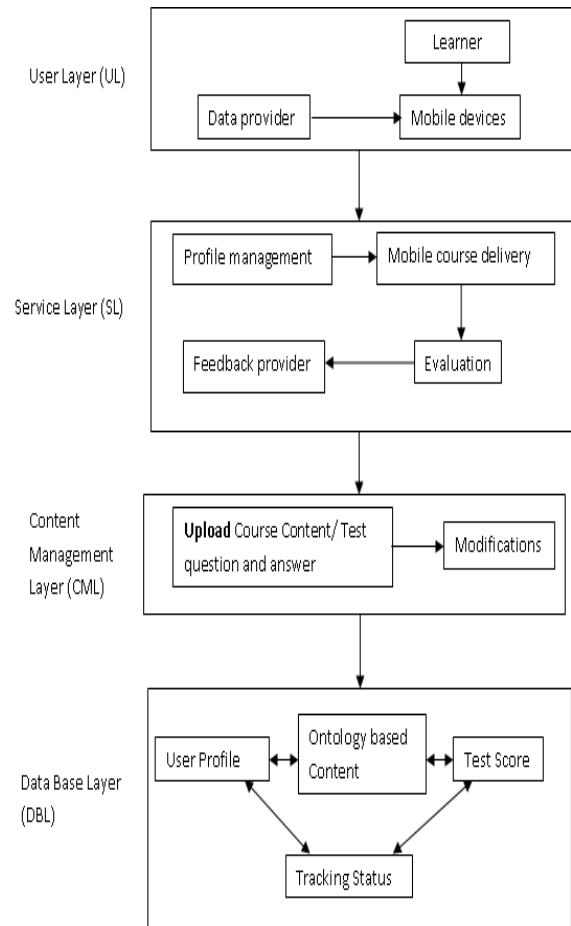 Learner
User Layer (UL)
Data provider
Mobile devices
Profile management
Mobile course delivery
Service Layer (SL)
Feedback provider
Evaluation
Content
Management
Layer (CML)
Upload Course Content/ Test
question and answer
Modifications
Data Base Layer
(DBL)
User Profile
Ontology based
Content
Test Score
Tracking Status